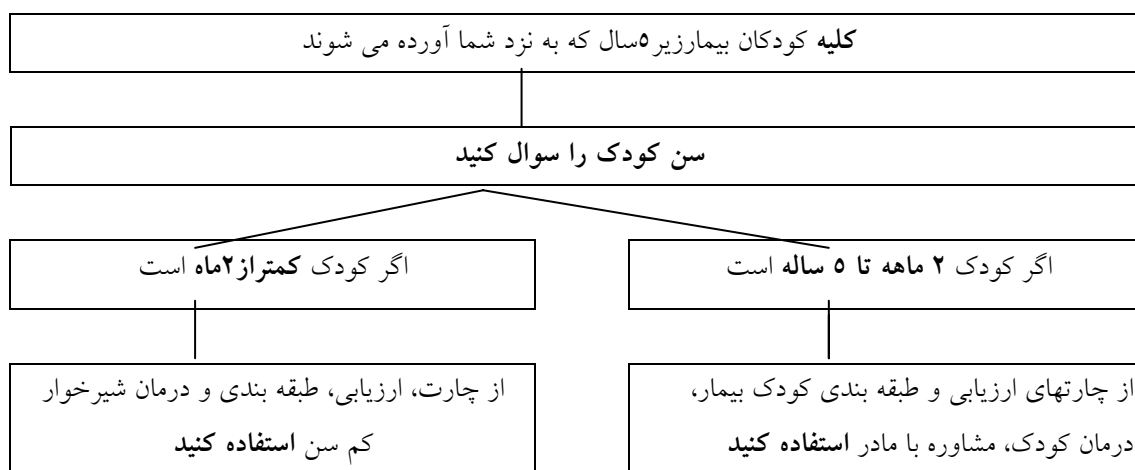 کلیه کودکان بیمارزیر۵سال که به نزد شما آورده می شوند
سن کودک را سوال کنید
اگر کودک ۲ ماهه تا ۵ ساله است
اگر کودک کمتراز۲ماه است
از چارتهای ارزیابی و طبقه بندی کودک بیمار،
درمان کودک، مشاوره با مادر استفاده کنید
از چارت، ارزیابی، طبقه بندی و درمان شیرخوار
کم سن استفاده کنید